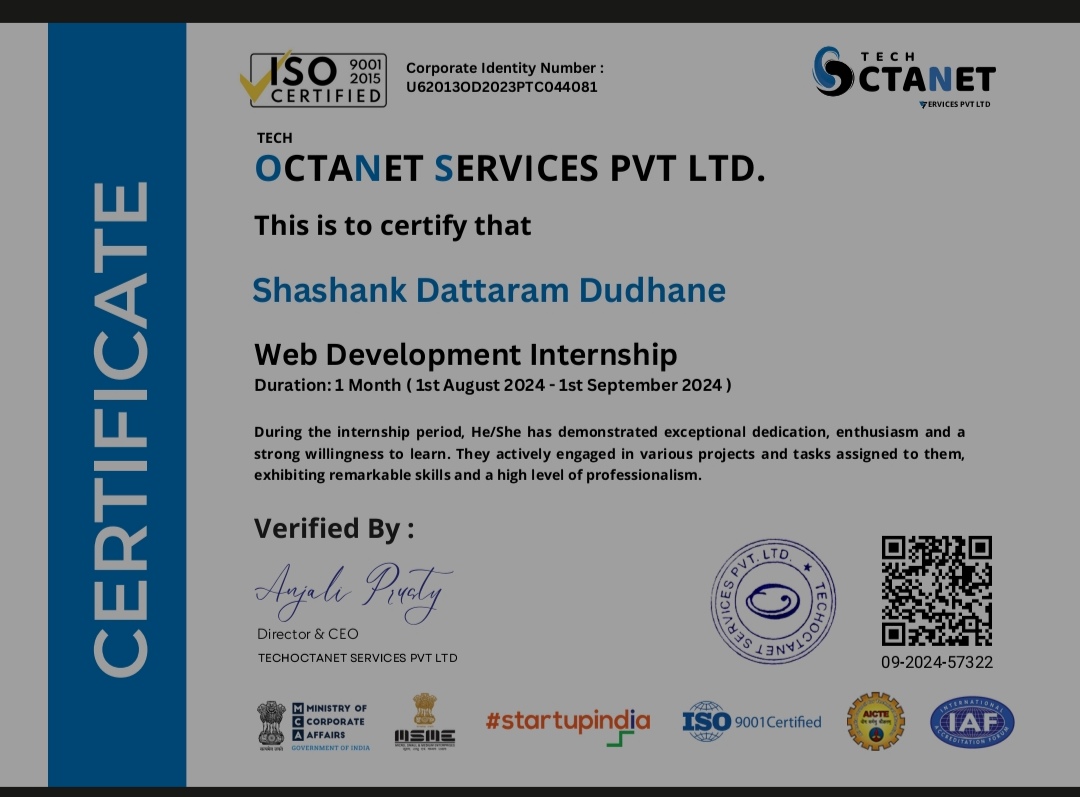 CERTIFICATE
ISO 9001
2015
CERTIFIED
Corporate Identity Number :
U62013OD2023PTC044081
TECH
OCTANET
SERVICES PVT LTD
TECH
OCTANET SERVICES PVT LTD.
This is to certify that
Shashank Dattaram Dudhane
Web Development Internship
Duration: 1 Month ( 1st August 2024 - 1st September 2024 )
During the internship period, He/She has demonstrated exceptional dedication, enthusiasm and a
strong willingness to learn. They actively engaged in various projects and tasks assigned to them,
exhibiting remarkable skills and a high level of professionalism.
Verified By :
Anjali Prusty
Director & CEO
TECHOCTANET SERVICES PVT LTD
TECHOCTANET SERVICES PVT. LTD. ★
09-2024-57322
MCA
MINISTRY OF
CORPORATE
AFFAIRS
GOVERNMENT OF INDIA
MSME
#startupindia
ISO 9001Certified
AICTE
INTERNATIONAL
IAF
ACCREDITATION FORUM